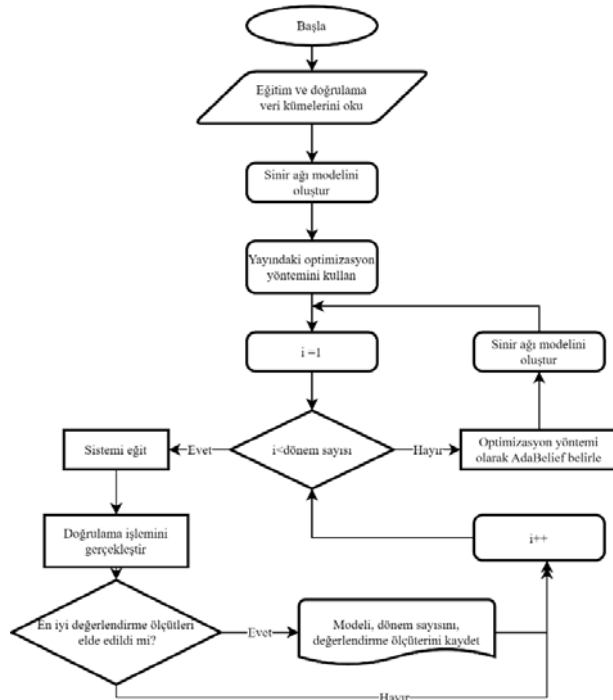 Başla
Eğitim ve doğrulama
veri kümelerini oku
Sinir ağı modelini
oluştur
Yayındaki optimizasyon
yöntemini kullan
i =1
Sinir ağı modelini
oluştur
Sistemi eğit
Evet
i<dönem sayısı
Hayır
Optimizasyon yöntemi
olarak AdaBelief belirle
Doğrulama işlemini
gerçekleştir
i++
En iyi değerlendirme ölçütleri
elde edildi mi?
Evet
Modeli, dönem sayısını,
değerlendirme ölçüterini kaydet
Hayır